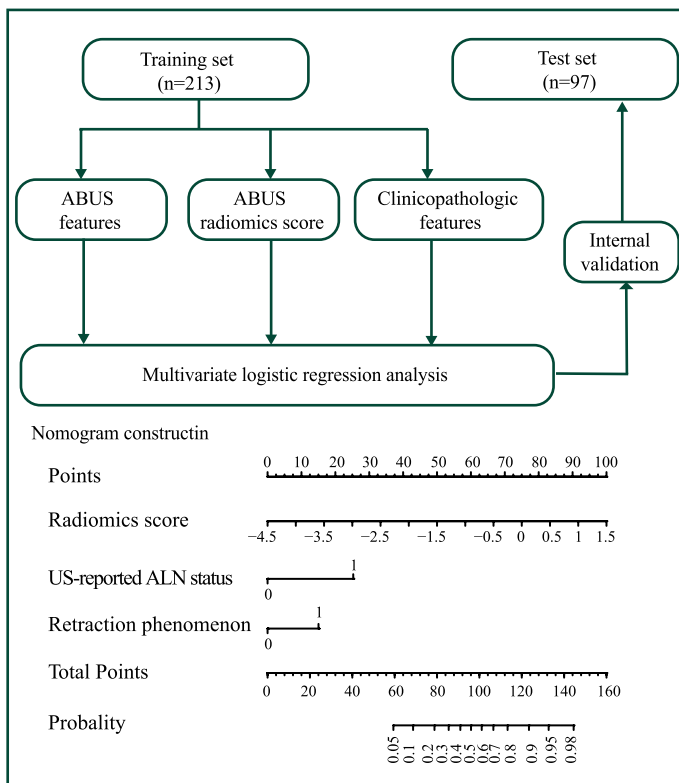 Training set
(n=213)
Test set
(n=97)
ABUS
features
ABUS
radiomics score
Clinicopathologic
features
Internal
validation
Multivariate logistic regression analysis
Nomogram constructin
Points
0 10 20 30 40 50 60 70 80 90 100
Radiomics score
−4.5 −3.5 −2.5 −1.5 −0.5 0 0.5 1 1.5
US-reported ALN status
0 1
Retraction phenomenon
0 1
Total Points
0 20 40 60 80 100 120 140 160
Probality
0.05 0.1 0.2 0.3 0.4 0.5 0.6 0.7 0.8 0.9 0.95 0.98